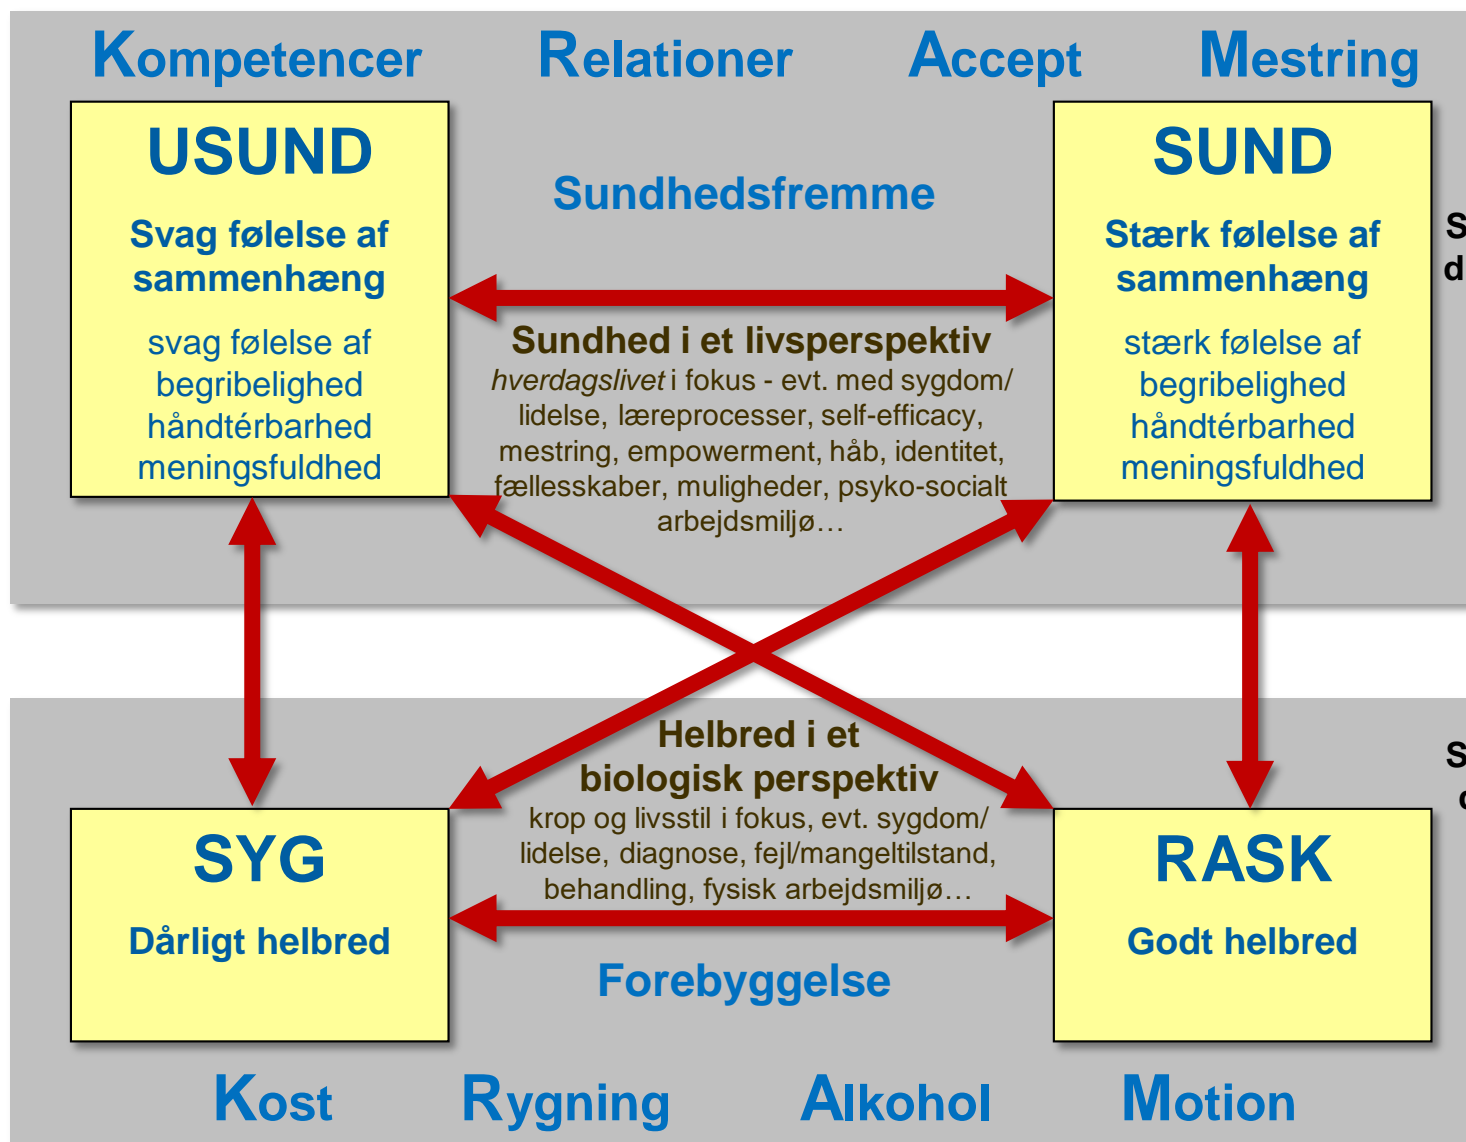 Kompetencer Relationer Accept Mestring
USUND
Svag følelse af
sammenhæng
svag følelse af
begribelighed
håndtérbarhed
meningsfuldhed
Sundhedsfremme
Sundhed i et livsperspektiv
hverdagslivet i fokus - evt. med sygdom/
lidelse, læreprocesser, self-efficacy,
mestring, empowerment, håb, identitet,
fællesskaber, muligheder, psyko-socialt
arbejdsmiljø…
SUND
Stærk følelse af
sammenhæng
stærk følelse af
begribelighed
håndtérbarhed
meningsfuldhed
Helbred i et
biologisk perspektiv
krop og livsstil i fokus, evt. sygdom/
lidelse, diagnose, fejl/mangeltilstand,
behandling, fysisk arbejdsmiljø…
SYG
Dårligt helbred
Forebyggelse
RASK
Godt helbred
Kost Rygning Alkohol Motion